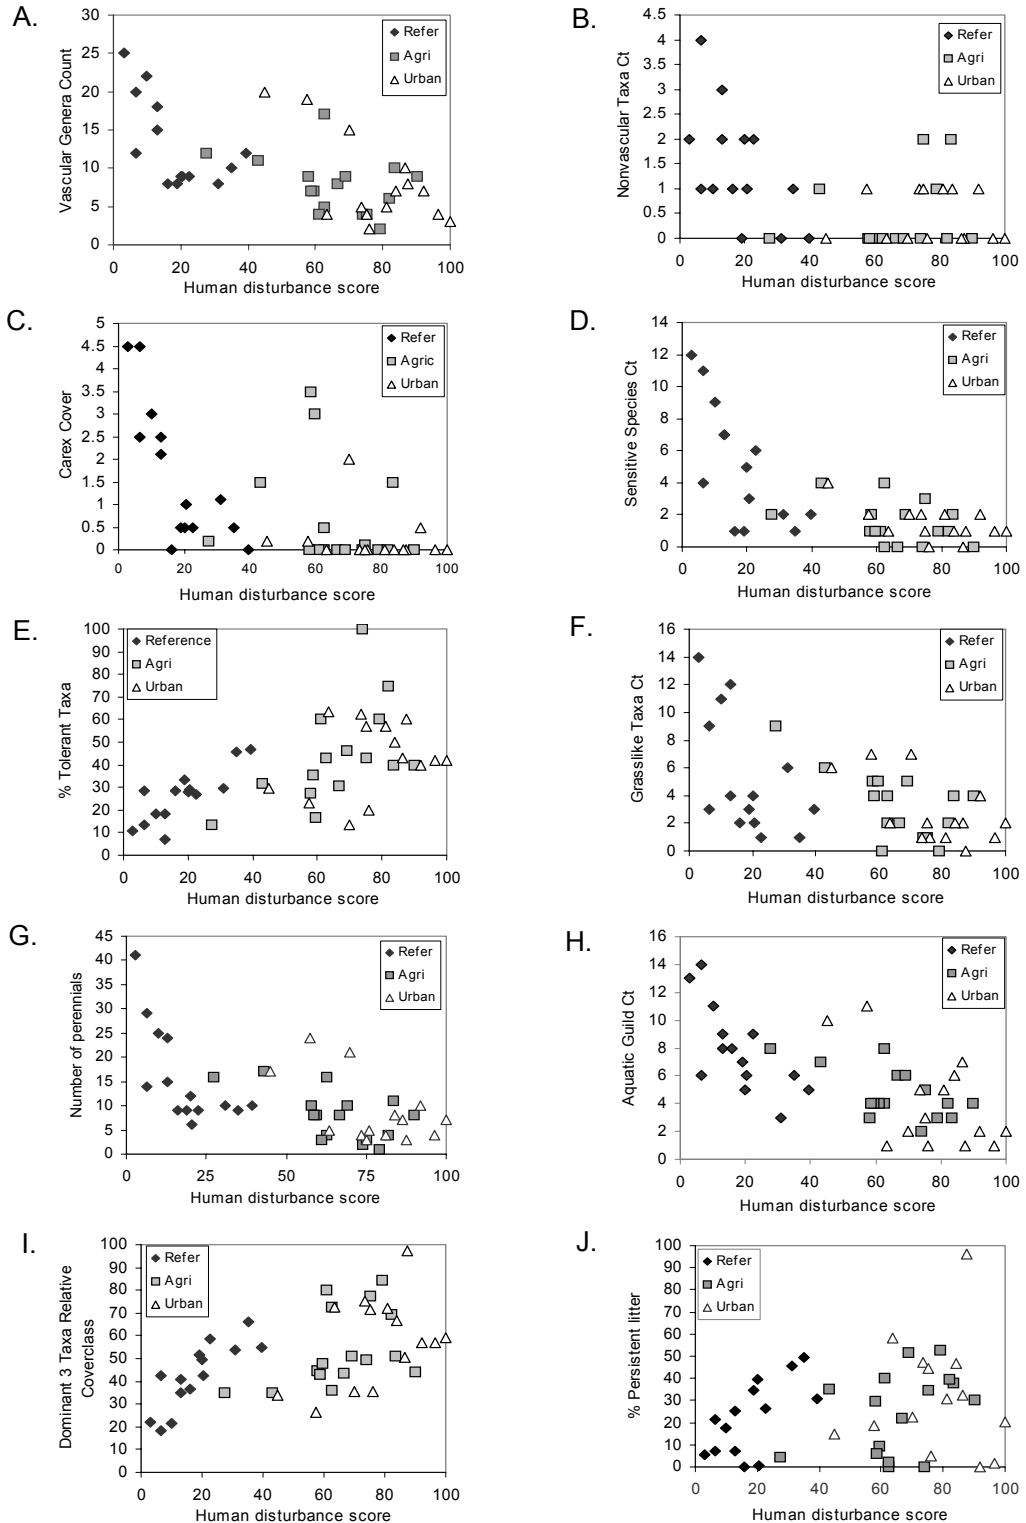 A.
Vascular Genera Count
30
25
20
15
10
5
0
Refer
Agri
Urban
0 20 40 60 80 100
Human disturbance score
B.
Nonvascular Taxa Ct
4.5
4
3.5
3
2.5
2
1.5
1
0.5
0
Refer
Agri
Urban
0 20 40 60 80 100
Human disturbance score
C.
Carex Cover
5
4.5
4
3.5
3
2.5
2
1.5
1
0.5
0
Refer
Agric
Urban
0 20 40 60 80 100
Human disturbance score
D.
Sensitive Species Ct
14
12
10
8
6
4
2
0
Refer
Agri
Urban
0 20 40 60 80 100
Human disturbance score
E.
% Tolerant Taxa
100
90
80
70
60
50
40
30
20
10
0
Reference
Agri
Urban
0 20 40 60 80 100
Human disturbance score
F.
Grasslike Taxa Ct
16
14
12
10
8
6
4
2
0
Refer
Agri
Urban
0 20 40 60 80 100
Human disturbance score
G.
Number of perennials
45
40
35
30
25
20
15
10
5
0
Refer
Agri
Urban
0 25 50 75 100
Human disturbance score
H.
Aquatic Guild Ct
16
14
12
10
8
6
4
2
0
Refer
Agri
Urban
0 20 40 60 80 100
Human disturbance score
I.
Dominant 3 Taxa Relative
Coverclass
100
90
80
70
60
50
40
30
20
10
0
Refer
Agri
Urban
0 20 40 60 80 100
Human disturbance score
J.
% Persistent litter
100
90
80
70
60
50
40
30
20
10
0
Refer
Agri
Urban
0 20 40 60 80 100
Human disturbance score